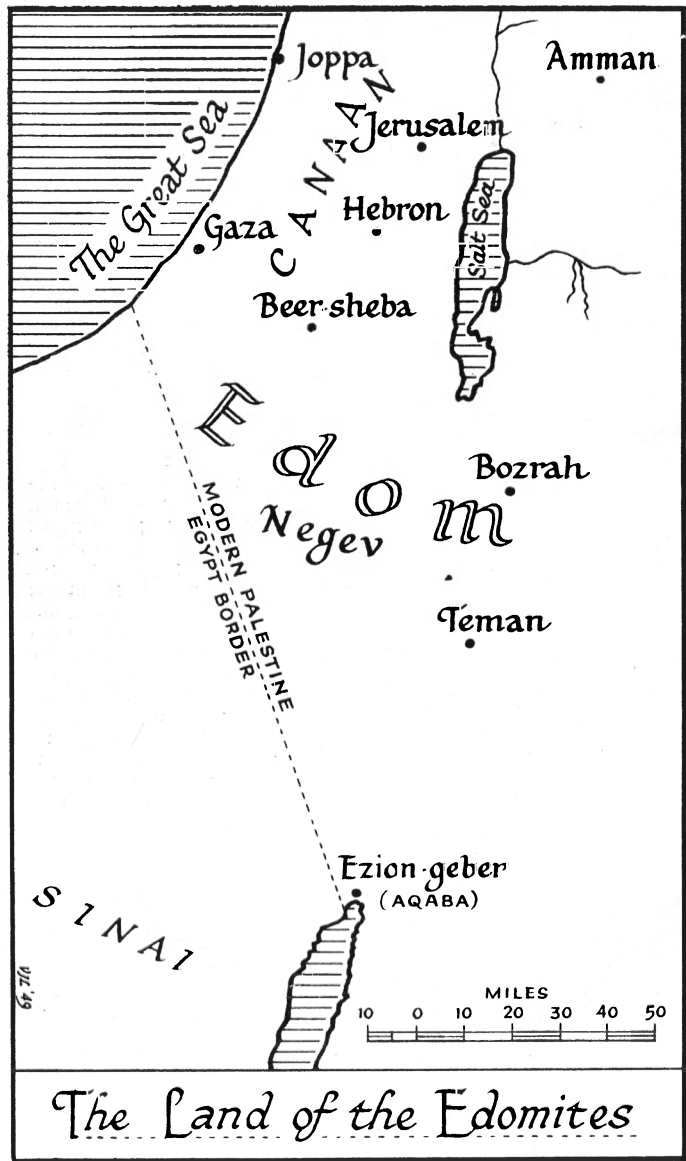 Joppa
Amman
The Great Sea
CANAAN
Jerusalem
Hebron
Salt Sea
Gaza
Beer-sheba
Edom
Bozrah
Negev
MODERN PALESTINE
EGYPT BORDER
Teman
Ezion-geber
(AQABA)
SINAI
MILES
10 0 10 20 30 40 50
The Land of the Edomites